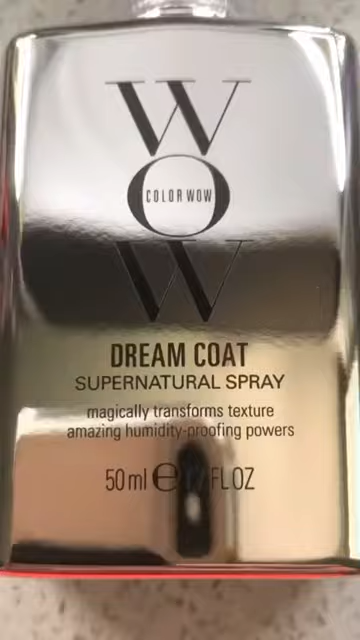 W
COLOR WOW
O
W
DREAM COAT
SUPERNATURAL SPRAY
magically transforms texture
amazing humidity-proofing powers
50 ml ℮ FL OZ